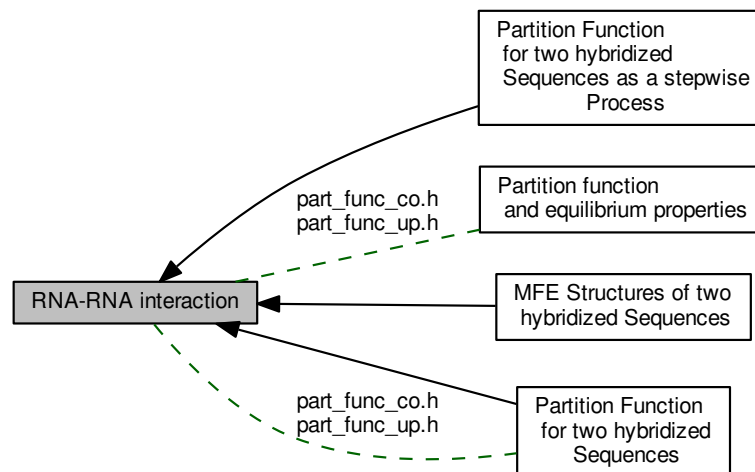 Partition Function
for two hybridized
Sequences as a stepwise
Process
part_func_co.h
part_func_up.h
Partition function
and equilibrium properties
RNA-RNA interaction
MFE Structures of two
hybridized Sequences
part_func_co.h
part_func_up.h
Partition Function
for two hybridized
Sequences